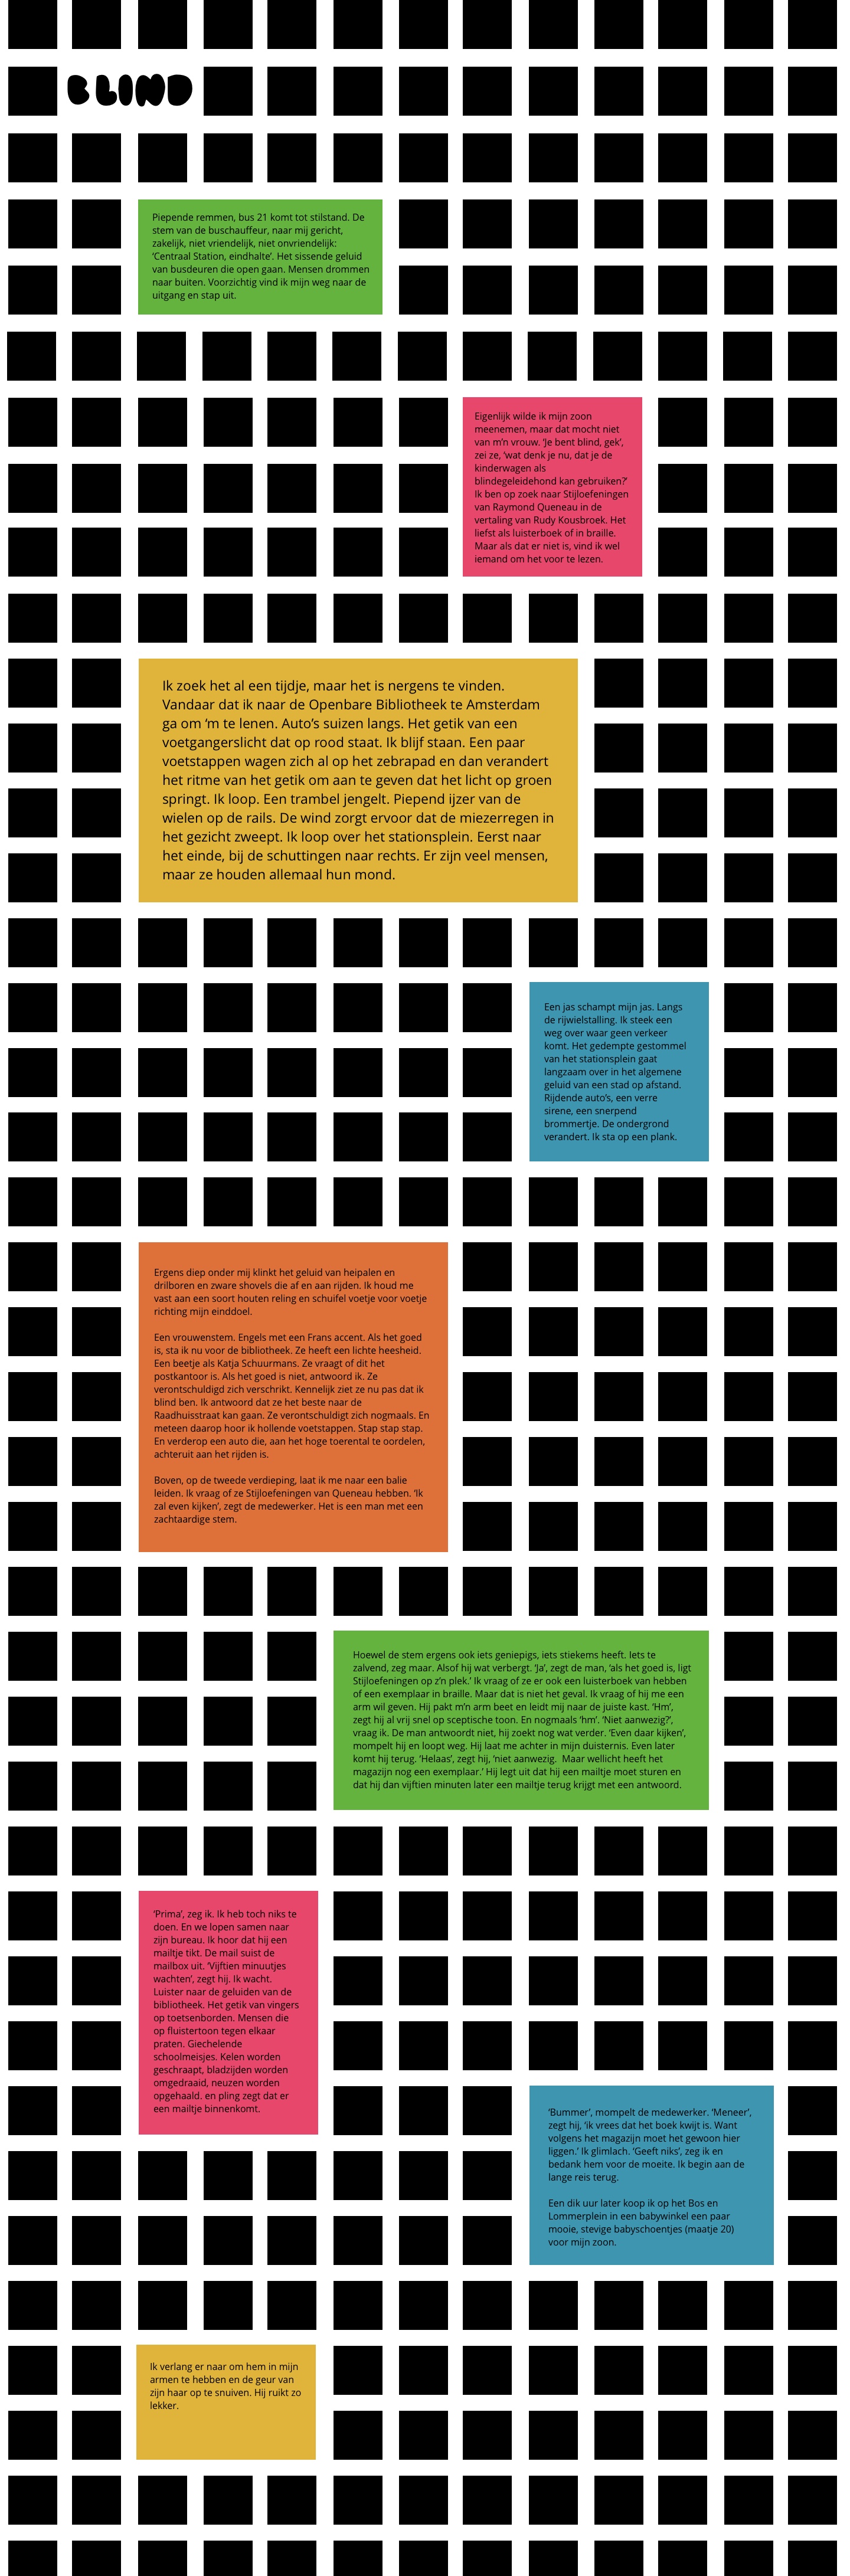 BLIND
Piepende remmen, bus 21 komt tot stilstand. De
stem van de buschauffeur, naar mij gericht,
zakelijk, niet vriendelijk, niet onvriendelijk:
‘Centraal Station, eindhalte’. Het sissende geluid
van busdeuren die open gaan. Mensen drommen
naar buiten. Voorzichtig vind ik mijn weg naar de
uitgang en stap uit.
Eigenlijk wilde ik mijn zoon
meenemen, maar dat mocht niet
van m’n vrouw. ‘Je bent blind, gek’,
zei ze, ‘wat denk je nu, dat je de
kinderwagen als
blindegeleidehond kan gebruiken?’
Ik ben op zoek naar Stijloefeningen
van Raymond Queneau in de
vertaling van Rudy Kousbroek. Het
liefst als luisterboek of in braille.
Maar als dat er niet is, vind ik wel
iemand om het voor te lezen.
Ik zoek het al een tijdje, maar het is nergens te vinden.
Vandaar dat ik naar de Openbare Bibliotheek te Amsterdam
ga om ‘m te lenen. Auto’s suizen langs. Het getik van een
voetgangerslicht dat op rood staat. Ik blijf staan. Een paar
voetstappen wagen zich al op het zebrapad en dan verandert
het ritme van het getik om aan te geven dat het licht op groen
springt. Ik loop. Een trambel jengelt. Piepend ijzer van de
wielen op de rails. De wind zorgt ervoor dat de miezerregen in
het gezicht zweept. Ik loop over het stationsplein. Eerst naar
het einde, bij de schuttingen naar rechts. Er zijn veel mensen,
maar ze houden allemaal hun mond.
Een jas schampt mijn jas. Langs
de rijwielstalling. Ik steek een
weg over waar geen verkeer
komt. Het gedempte gestommel
van het stationsplein gaat
langzaam over in het algemene
geluid van een stad op afstand.
Rijdende auto’s, een verre
sirene, een snerpend
brommertje. De ondergrond
verandert. Ik sta op een plank.
Ergens diep onder mij klinkt het geluid van heipalen en
drilboren en zware shovels die af en aan rijden. Ik houd me
vast aan een soort houten reling en schuifel voetje voor voetje
richting mijn einddoel.
Een vrouwenstem. Engels met een Frans accent. Als het goed
is, sta ik nu voor de bibliotheek. Ze heeft een lichte heesheid.
Een beetje als Katja Schuurmans. Ze vraagt of dit het
postkantoor is. Als het goed is niet, antwoord ik. Ze
verontschuldigd zich verschrikt. Kennelijk ziet ze nu pas dat ik
blind ben. Ik antwoord dat ze het beste naar de
Raadhuisstraat kan gaan. Ze verontschuldigt zich nogmaals. En
meteen daarop hoor ik hollende voetstappen. Stap stap stap.
En verderop een auto die, aan het hoge toerental te oordelen,
achteruit aan het rijden is.
Boven, op de tweede verdieping, laat ik me naar een balie
leiden. Ik vraag of ze Stijloefeningen van Queneau hebben. ‘Ik
zal even kijken’, zegt de medewerker. Het is een man met een
zachtaardige stem.
Hoewel de stem ergens ook iets geniepigs, iets stiekems heeft. Iets te
zalvend, zeg maar. Alsof hij wat verbergt. ‘Ja’, zegt de man, ‘als het goed is, ligt
Stijloefeningen op z’n plek.’ Ik vraag of ze er ook een luisterboek van hebben
of een exemplaar in braille. Maar dat is niet het geval. Ik vraag of hij me een
arm wil geven. Hij pakt m’n arm beet en leidt mij naar de juiste kast. ‘Hm’,
zegt hij al vrij snel op sceptische toon. En nogmaals ‘hm’. ‘Niet aanwezig?’,
vraag ik. De man antwoordt niet, hij zoekt nog wat verder. ‘Even daar kijken’,
mompelt hij en loopt weg. Hij laat me achter in mijn duisternis. Even later
komt hij terug. ‘Helaas’, zegt hij, ‘niet aanwezig.  Maar wellicht heeft het
magazijn nog een exemplaar.’ Hij legt uit dat hij een mailtje moet sturen en
dat hij dan vijftien minuten later een mailtje terug krijgt met een antwoord.
‘Prima’, zeg ik. Ik heb toch niks te
doen. En we lopen samen naar
zijn bureau. Ik hoor dat hij een
mailtje tikt. De mail suist de
mailbox uit. ‘Vijftien minuutjes
wachten’, zegt hij. Ik wacht.
Luister naar de geluiden van de
bibliotheek. Het getik van vingers
op toetsenborden. Mensen die
op fluistertoon tegen elkaar
praten. Giechelende
schoolmeisjes. Kelen worden
geschraapt, bladzijden worden
omgedraaid, neuzen worden
opgehaald. en pling zegt dat er
een mailtje binnenkomt.
‘Bummer’, mompelt de medewerker. ‘Meneer’,
zegt hij, ‘ik vrees dat het boek kwijt is. Want
volgens het magazijn moet het gewoon hier
liggen.’ Ik glimlach. ‘Geeft niks’, zeg ik en
bedank hem voor de moeite. Ik begin aan de
lange reis terug.
Een dik uur later koop ik op het Bos en
Lommerplein in een babywinkel een paar
mooie, stevige babyschoentjes (maatje 20)
voor mijn zoon.
Ik verlang er naar om hem in mijn
armen te hebben en de geur van
zijn haar op te snuiven. Hij ruikt zo
lekker.